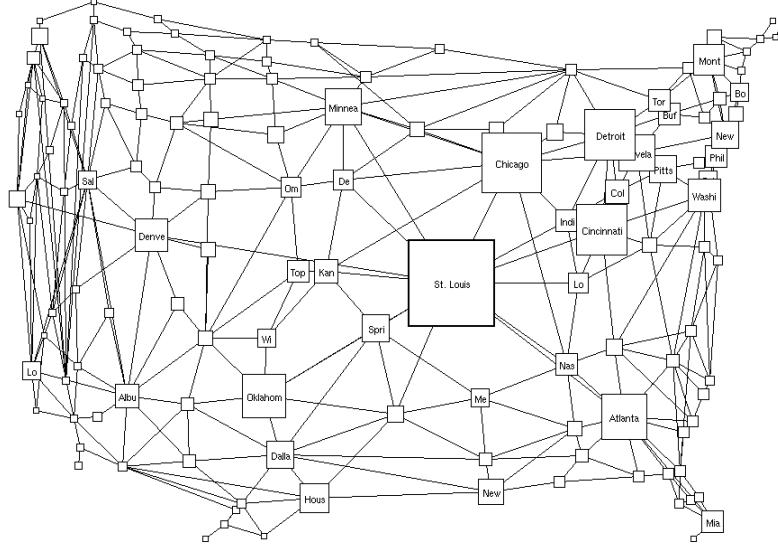 Mont
Bo
Tor
Buf
Minnea
Detroit
New
vela
Phil
Chicago
Pitts
Sal
Om
De
Col
Washi
Indi
Cincinnati
Denve
Top
Kan
St. Louis
Lo
Spri
Wi
Nas
Lo
Albu
Oklahom
Me
Atlanta
Dalla
New
Hous
Mia